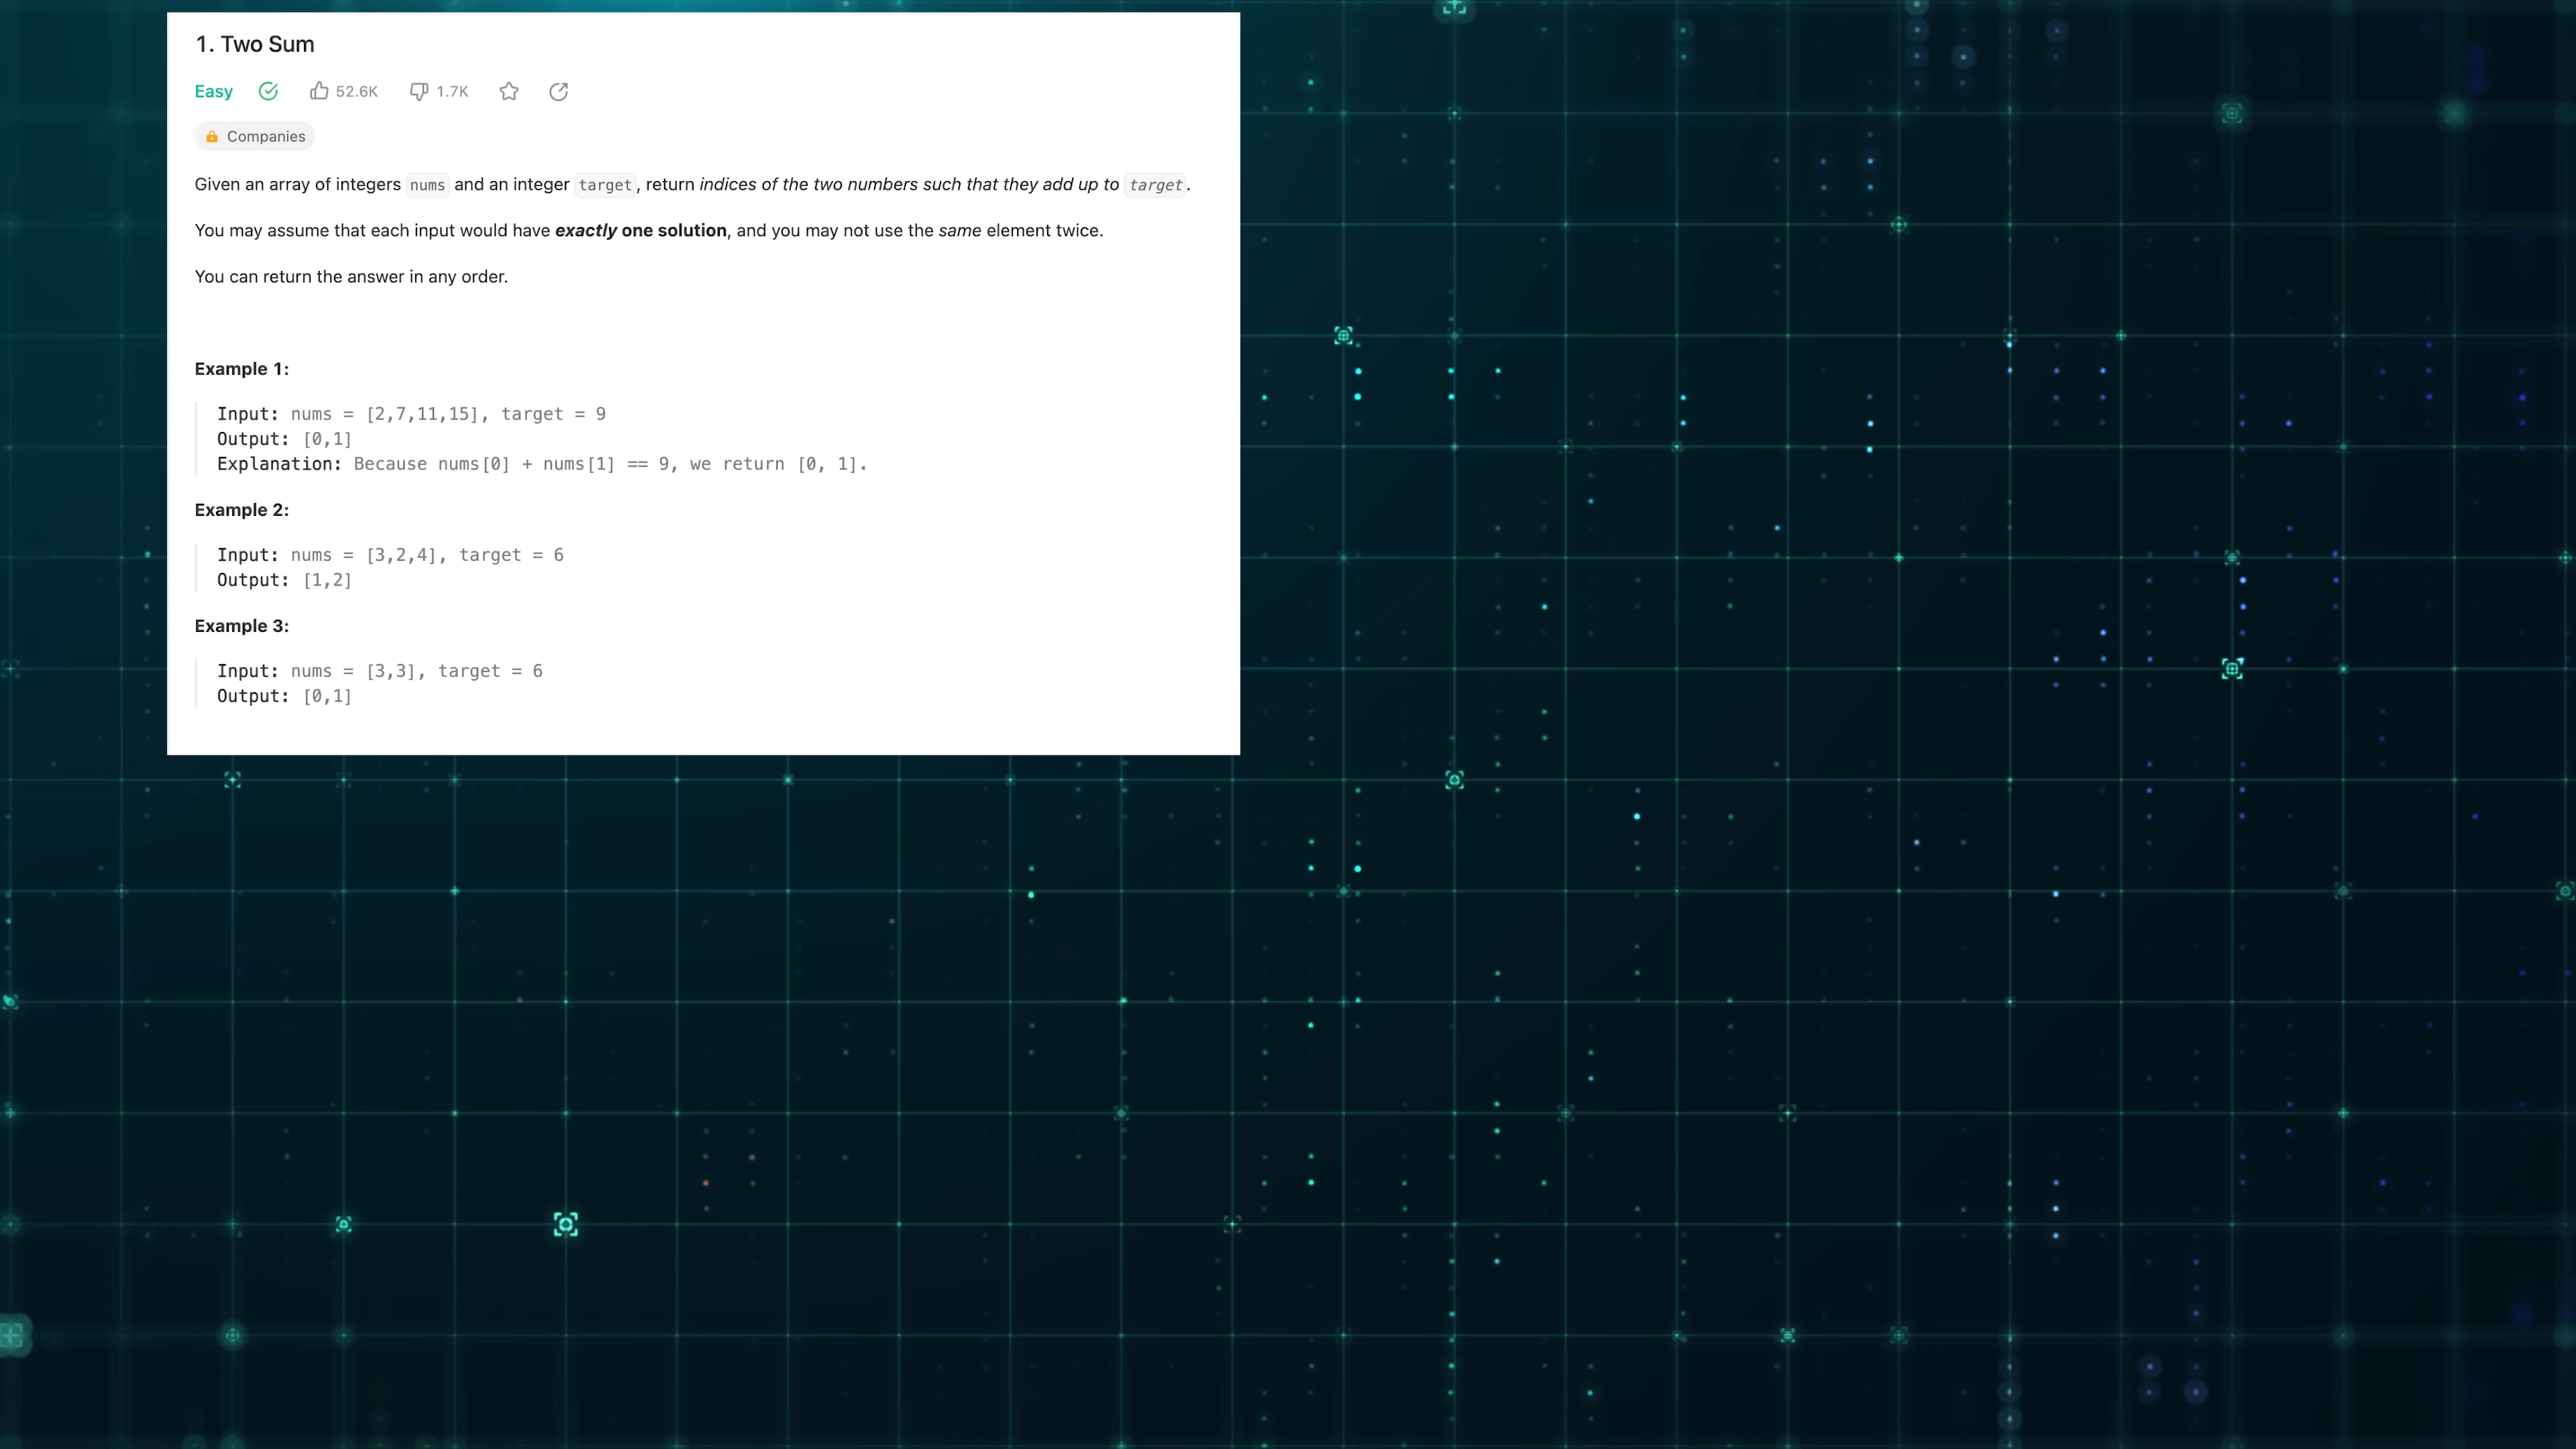 1. Two Sum
Easy 52.6K 1.7K
Companies
Given an array of integers nums and an integer target, return indices of the two numbers such that they add up to target.
You may assume that each input would have exactly one solution, and you may not use the same element twice.
You can return the answer in any order.
Example 1:
Input: nums = [2,7,11,15], target = 9
Output: [0,1]
Explanation: Because nums[0] + nums[1] == 9, we return [0, 1].
Example 2:
Input: nums = [3,2,4], target = 6
Output: [1,2]
Example 3:
Input: nums = [3,3], target = 6
Output: [0,1]